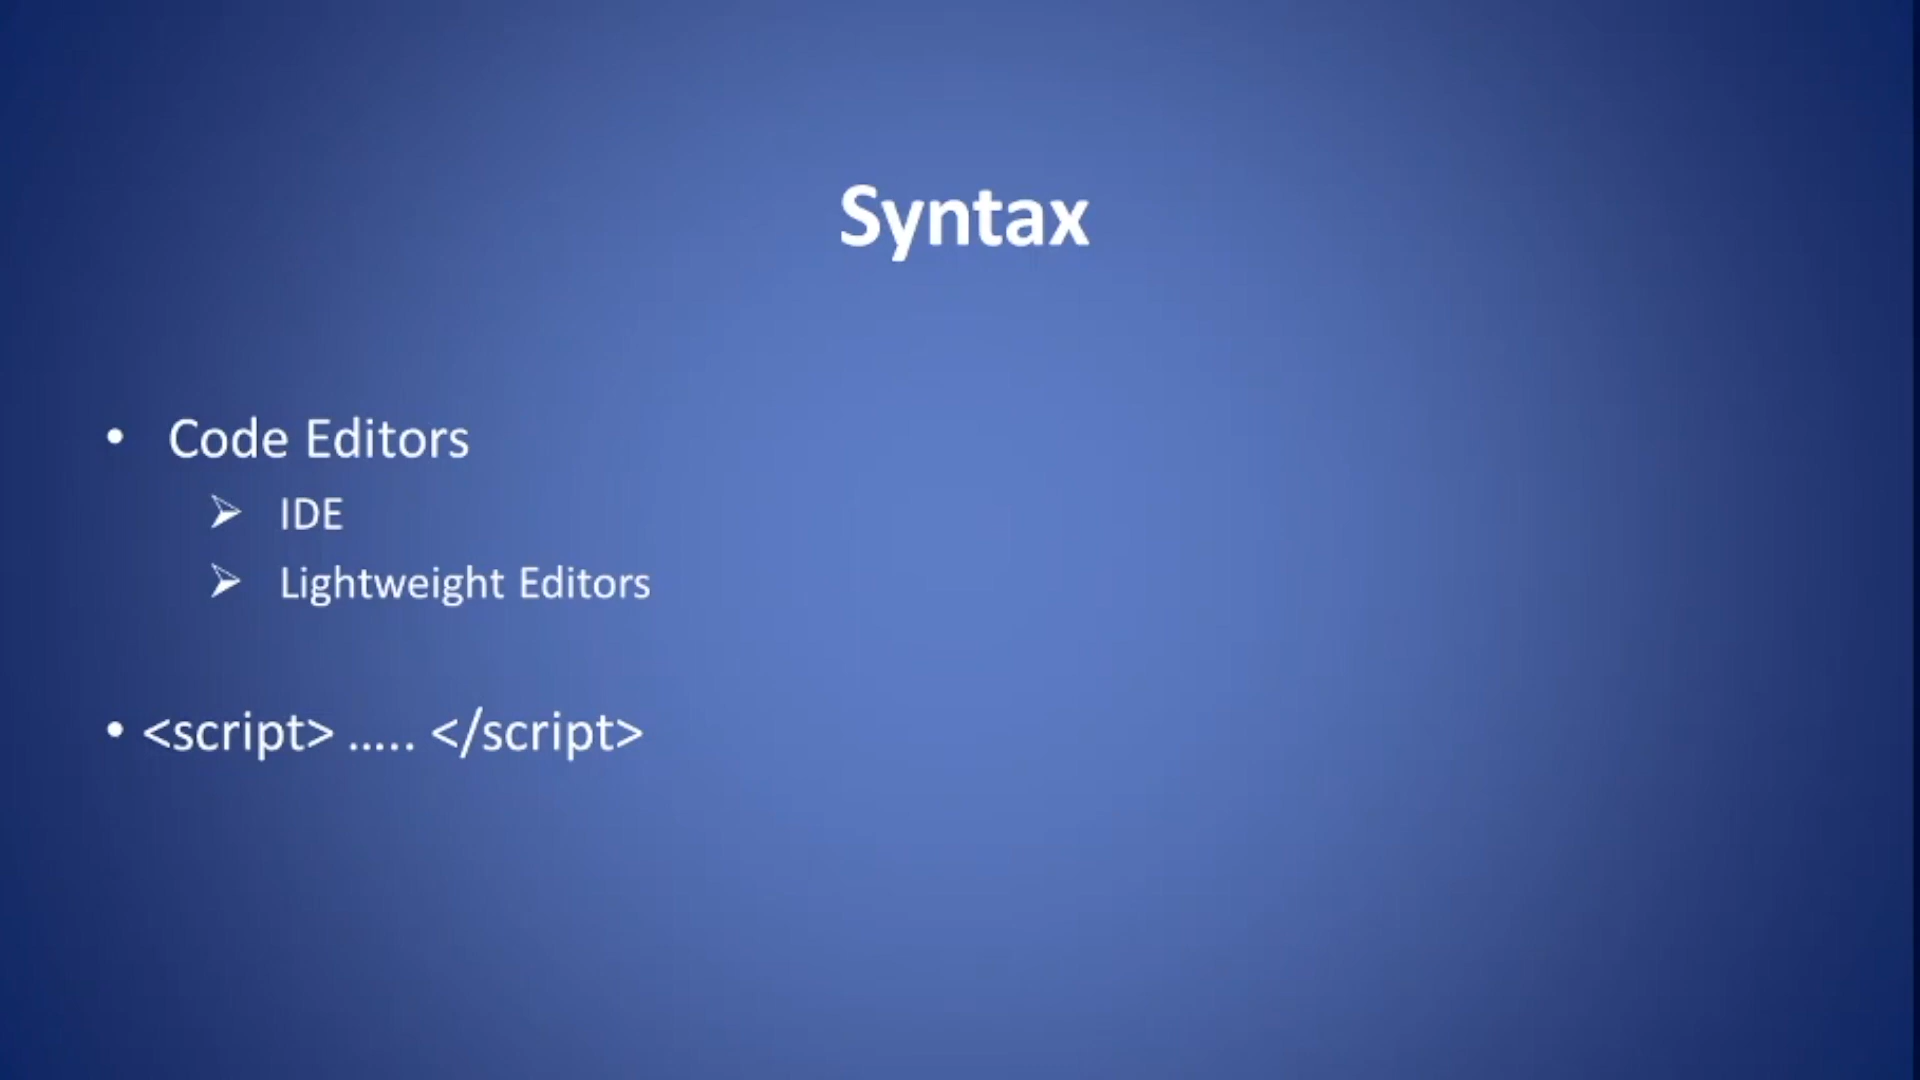 Syntax
• Code Editors
➢ IDE
➢ Lightweight Editors
• <script> ..... </script>